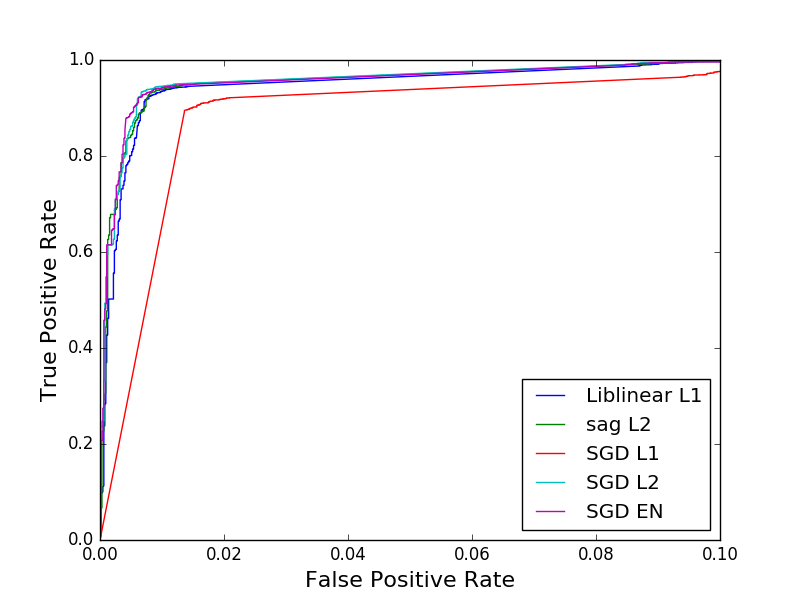 1.0
0.8
0.6
0.4
0.2
0.0
True Positive Rate
0.00
0.02
0.04
0.06
0.08
0.10
False Positive Rate
Liblinear L1
sag L2
SGD L1
SGD L2
SGD EN